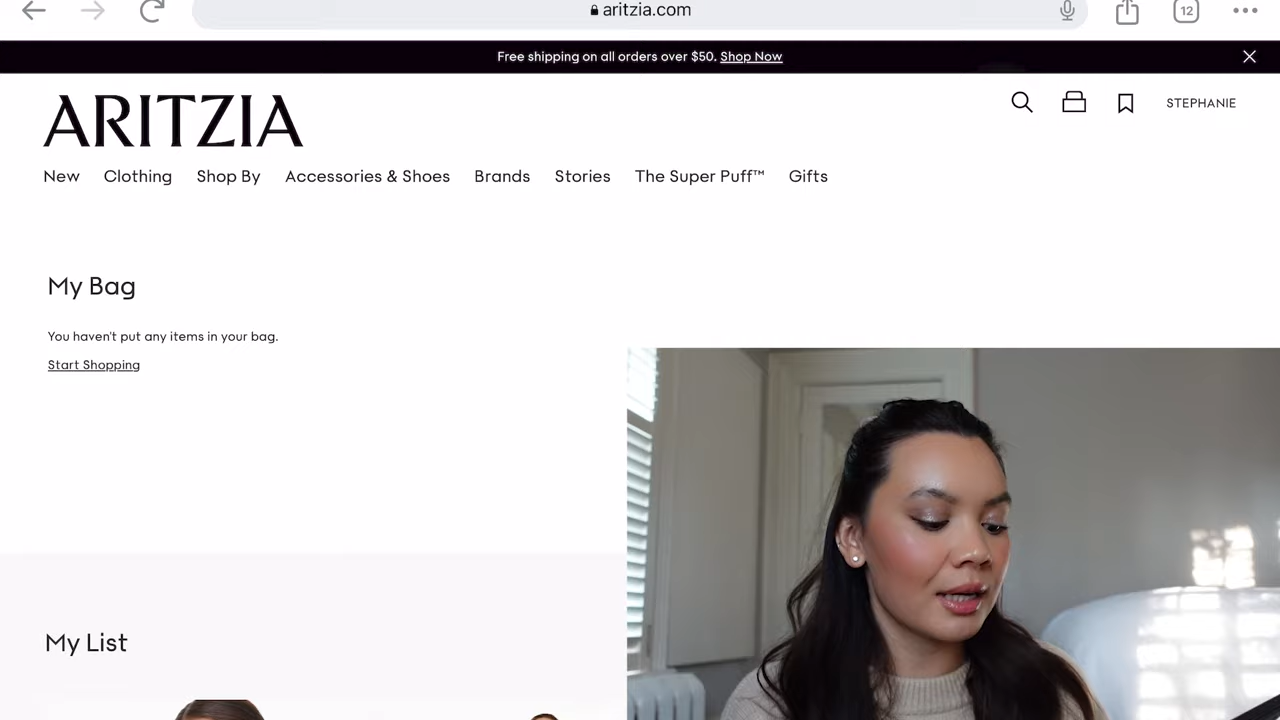 aritzia.com
12
Free shipping on all orders over $50. Shop Now
ARITZIA
STEPHANIE
New Clothing Shop By Accessories & Shoes Brands Stories The Super Puff™ Gifts
My Bag
You haven't put any items in your bag.
Start Shopping
My List